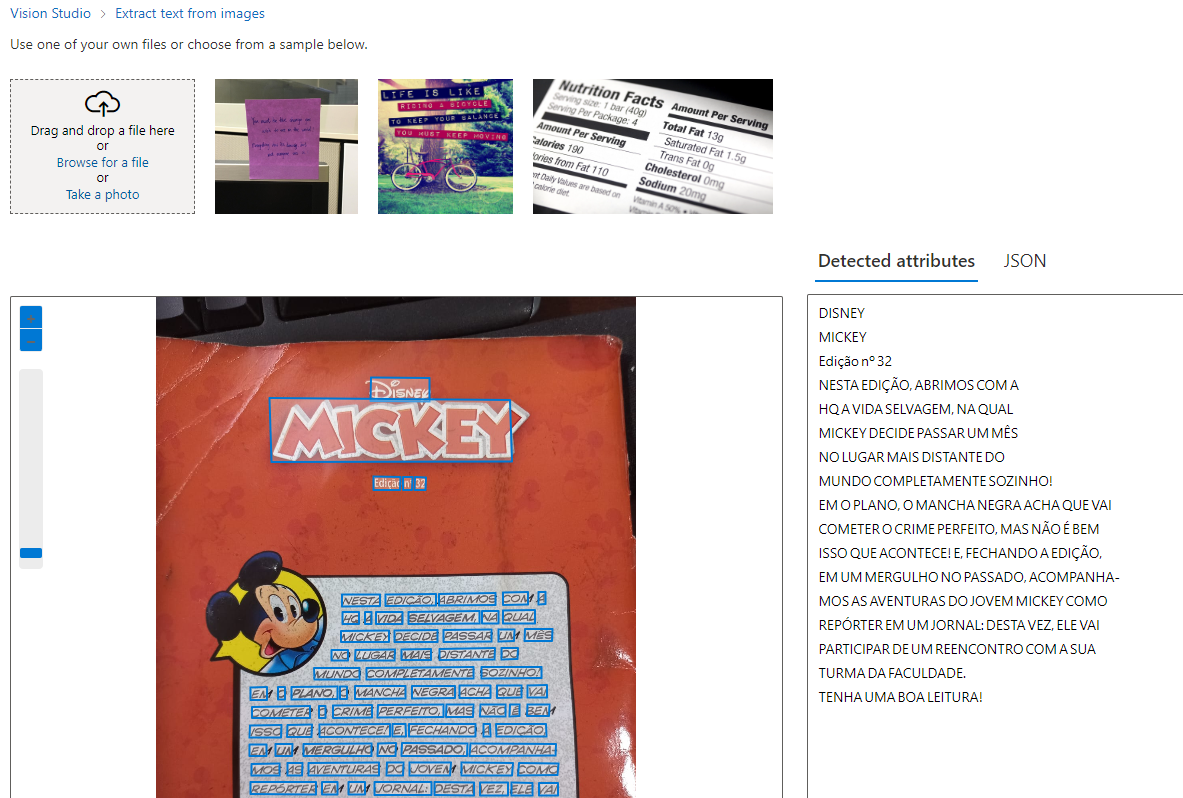 Vision Studio > Extract text from images
Use one of your own files or choose from a sample below.
Drag and drop a file here
or
Browse for a file
or
Take a photo
LIFE IS LIKE
RIDING A BICYCLE
TO KEEP YOUR BALANCE
YOU MUST KEEP MOVING
Nutrition Facts
Serving size: 1 bar (40g)
Serving Per Package: 4
Amount Per Serving
Calories 190
Calories from Fat 110
nt Daily Values are based on
calorie diet.
Amount Per Serving
Total Fat 13g
Saturated Fat 1.5g
Trans Fat 0g
Cholesterol 0mg
Sodium 20mg
Vitamin A 50%
Detected attributes
JSON
DISNEY
MICKEY
Edição nº 32
NESTA EDIÇÃO, ABRIMOS COM A
HQ A VIDA SELVAGEM, NA QUAL
MICKEY DECIDE PASSAR UM MÊS
NO LUGAR MAIS DISTANTE DO
MUNDO COMPLETAMENTE SOZINHO!
EM O PLANO, O MANCHA NEGRA ACHA QUE VAI
COMETER O CRIME PERFEITO, MAS NÃO É BEM
ISSO QUE ACONTECE! E, FECHANDO A EDIÇÃO,
EM UM MERGULHO NO PASSADO, ACOMPANHA-
MOS AS AVENTURAS DO JOVEM MICKEY COMO
REPÓRTER EM UM JORNAL: DESTA VEZ, ELE VAI
DISNEY
MICKEY
Edição nº 32
NESTA EDIÇÃO, ABRIMOS COM A
HQ A VIDA SELVAGEM, NA QUAL
MICKEY DECIDE PASSAR UM MÊS
NO LUGAR MAIS DISTANTE DO
MUNDO COMPLETAMENTE SOZINHO!
EM O PLANO, O MANCHA NEGRA ACHA QUE VAI
COMETER O CRIME PERFEITO, MAS NÃO É BEM
ISSO QUE ACONTECE! E, FECHANDO A EDIÇÃO,
EM UM MERGULHO NO PASSADO, ACOMPANHA-
MOS AS AVENTURAS DO JOVEM MICKEY COMO
REPÓRTER EM UM JORNAL: DESTA VEZ, ELE VAI
PARTICIPAR DE UM REENCONTRO COM A SUA
TURMA DA FACULDADE.
TENHA UMA BOA LEITURA!